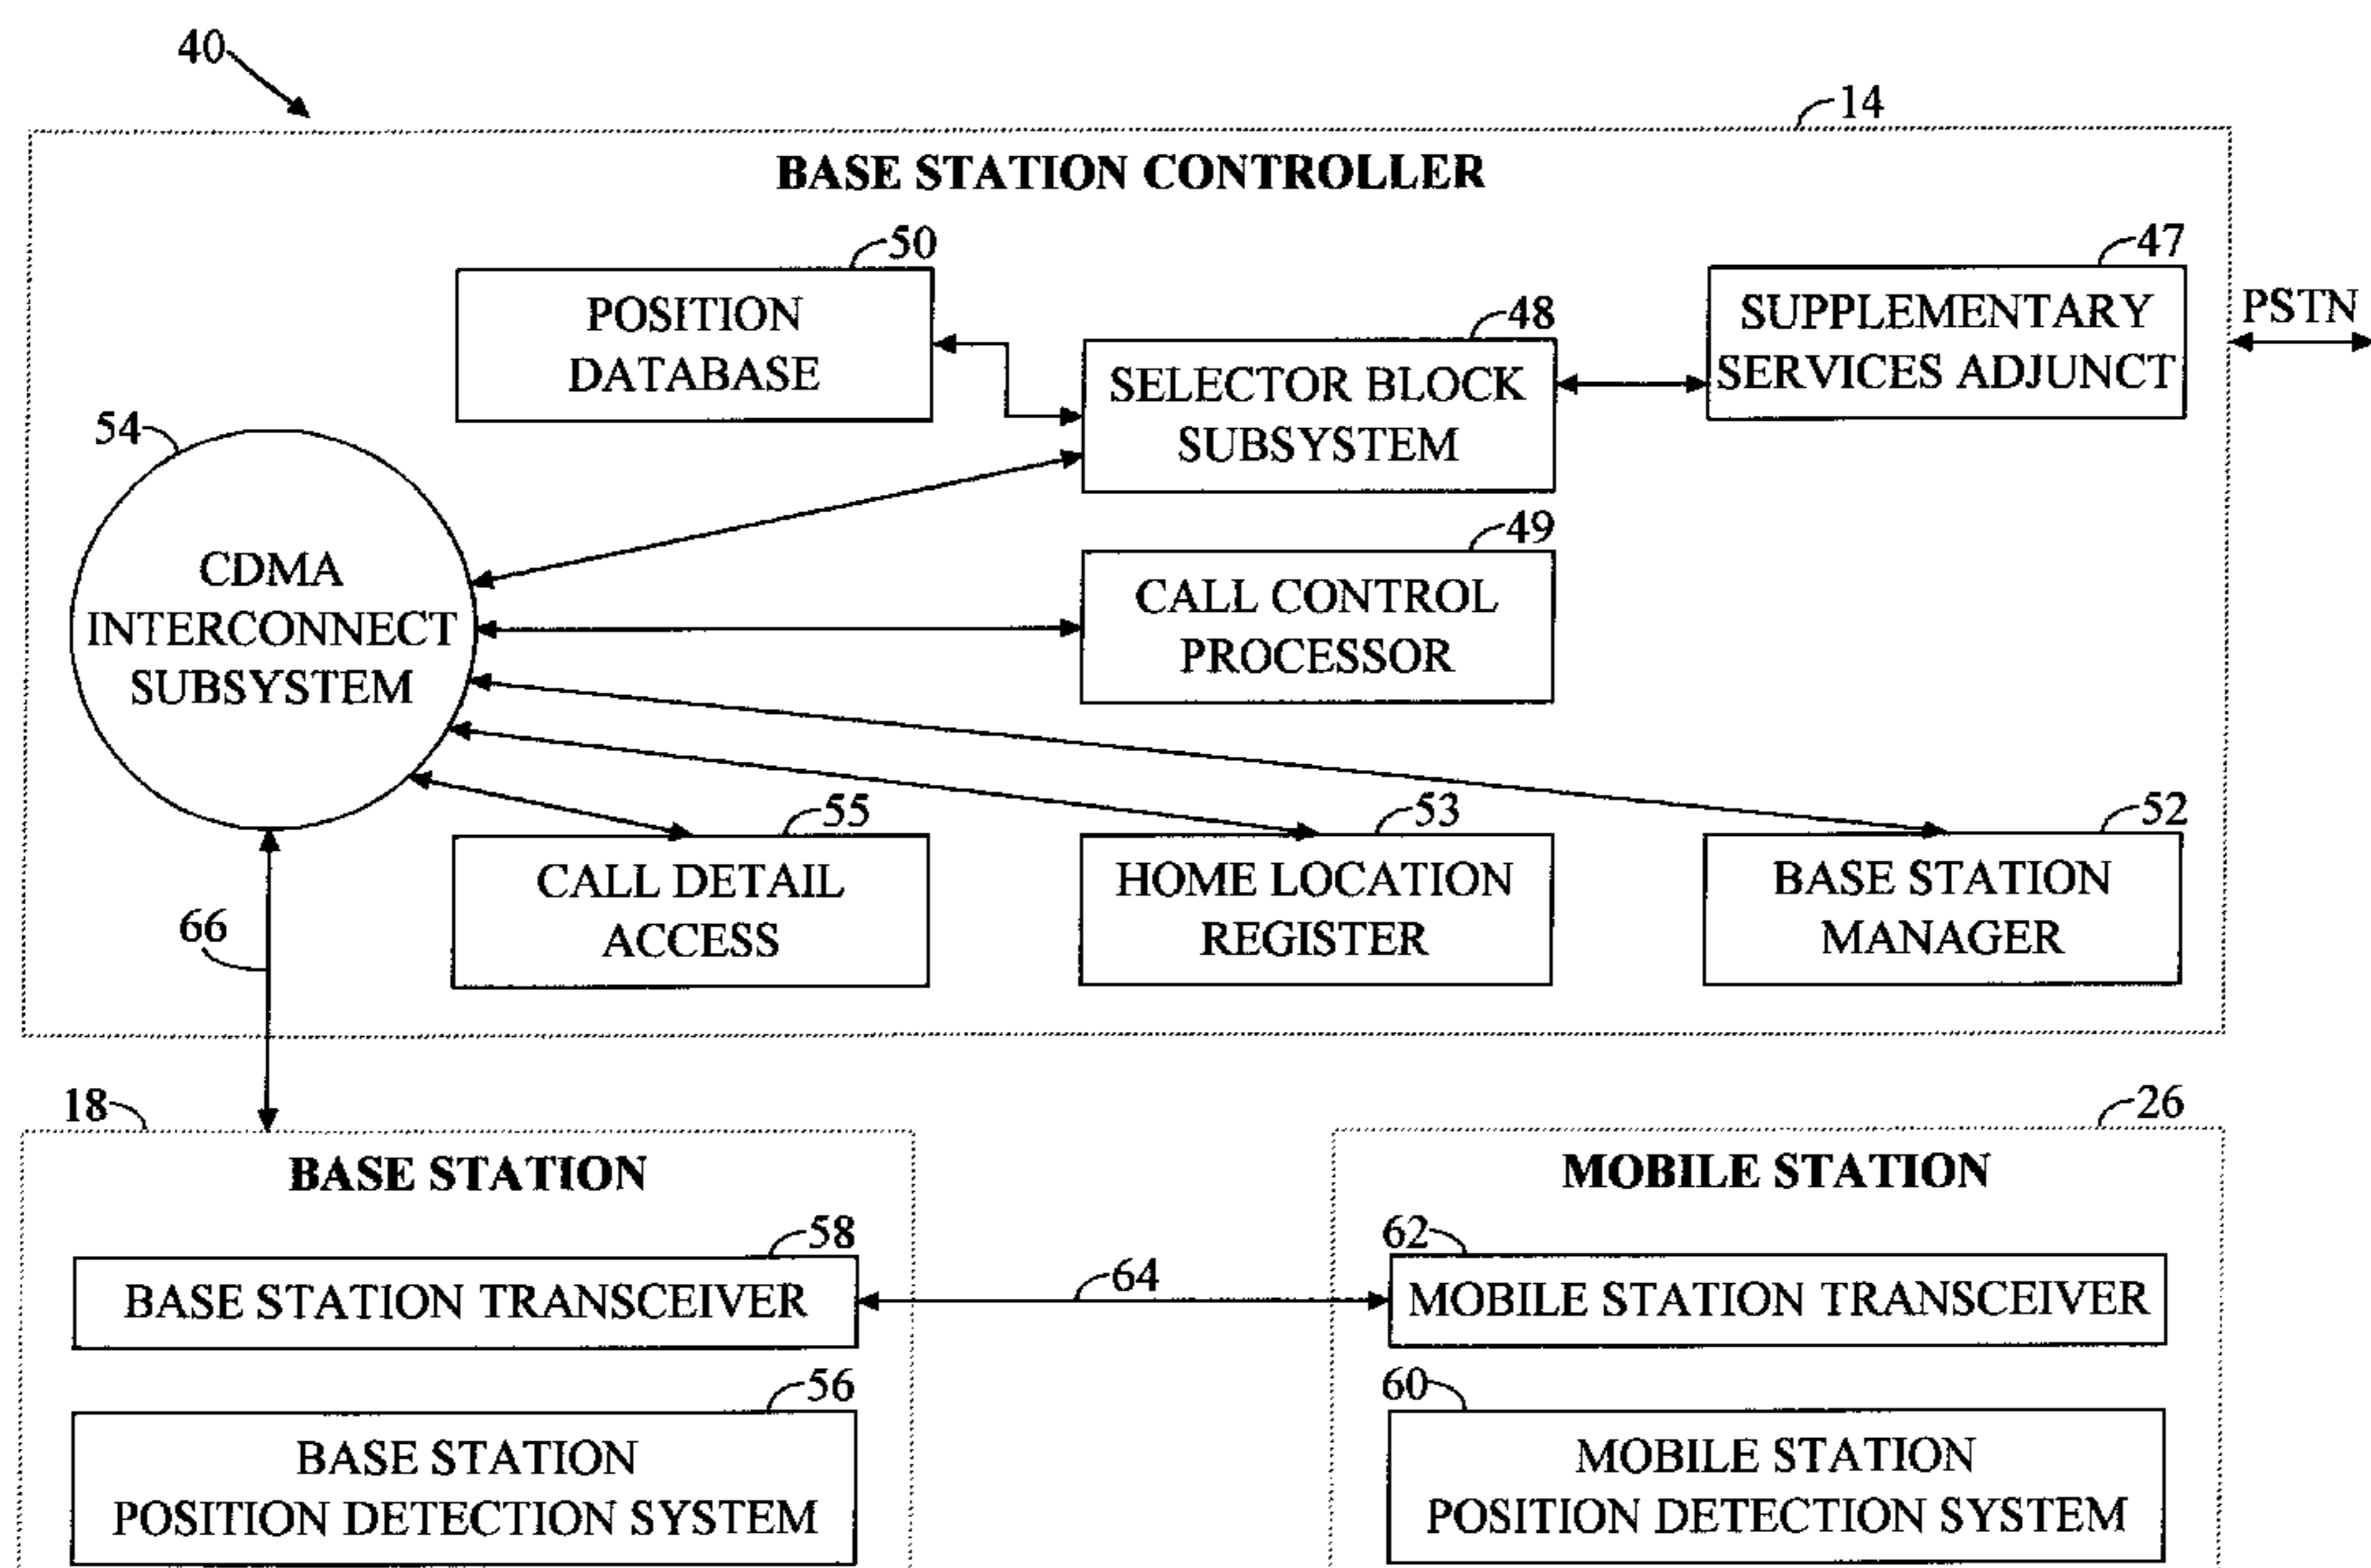 40
14
BASE STATION CONTROLLER
50
POSITION
DATABASE
48
SELECTOR BLOCK
SUBSYSTEM
47
SUPPLEMENTARY
SERVICES ADJUNCT
PSTN
54
CDMA
INTERCONNECT
SUBSYSTEM
49
CALL CONTROL
PROCESSOR
55
CALL DETAIL
ACCESS
53
HOME LOCATION
REGISTER
52
BASE STATION
MANAGER
66
18
BASE STATION
58
BASE STATION TRANSCEIVER
56
BASE STATION
POSITION DETECTION SYSTEM
64
26
MOBILE STATION
62
MOBILE STATION TRANSCEIVER
60
MOBILE STATION
POSITION DETECTION SYSTEM